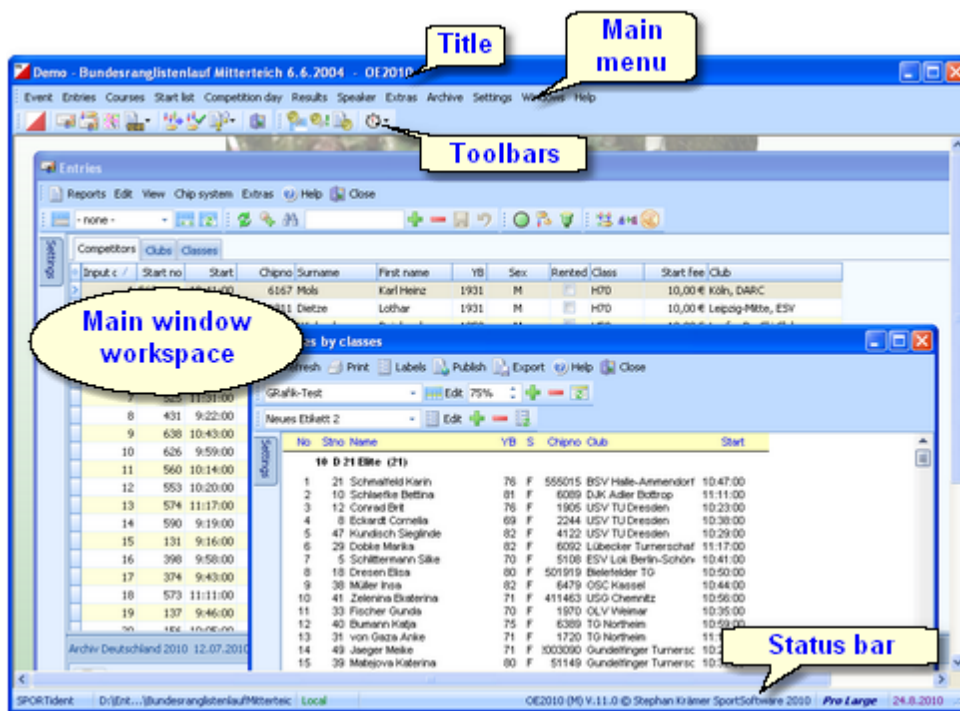 Title
Main
menu
Demo - Bundesranglistenlauf Mitterteich 6.6.2004 - OE2010
Event Entries Courses Start list Competition day Results Speaker Extras Archive Settings Windows Help
Toolbars
Entries
Reports Edit View Chip system Extras Help Close
- none -
Settings
Competitors Clubs Classes
Start no Start Chipno Surname First name YB Sex Rented Class Start fee Club
6167 Mols Karl Heinz 1931 M H70 10,00 € Köln, DARC
Dietze Lothar 1931 M H70 10,00 € Leipzig-Mitte, ESV
Main window
workspace
by classes
Print Labels Publish Export Help Close
GRafik-Test Edit 75%
Neues Etikett 2 Edit
Settings
No Stno Name YB S Chipno Club Start
10 D 21 Elite (21)
1 21 Schmalfeld Karin 76 F 555015 BSV Halle-Ammendorf 10:47:00
2 10 Schlaefke Bettina 81 F 6089 DJK Adler Bottrop 11:11:00
3 12 Conrad Brit 76 F 1905 USV TU Dresden 10:23:00
4 8 Eckardt Cornelia 69 F 2244 USV TU Dresden 10:38:00
5 47 Kundisch Sieglinde 82 F 4122 USV TU Dresden 10:29:00
6 29 Dobke Marika 82 F 6092 Lübecker Turnerschaf 11:17:00
7 5 Schlittermann Silke 70 F 5108 ESV Lok Berlin-Schön 10:41:00
8 18 Dresen Elisa 80 F 501919 Bielefelder TG 10:50:00
9 38 Müller Insa 82 F 6479 OSC Kassel 10:44:00
10 41 Zelenina Ekaterina 71 F 411463 USG Chemnitz 10:56:00
11 33 Fischer Gunda 70 F 1970 OLV Weimar 10:35:00
12 40 Bumann Katja 75 F 6389 TG Northeim 10:59:00
13 31 von Gaza Anke 71 F 1720 TG Northeim
14 49 Jaeger Meike 71 F Gundelfinger Turnersc
15 39 Matejova Katerina 80 F 51149 Gundelfinger Turnersc
7 525 11:31:00
8 431 9:22:00
9 638 10:43:00
10 626 9:59:00
11 560 10:14:00
12 553 10:20:00
13 574 11:17:00
14 590 9:19:00
15 131 9:16:00
16 398 9:58:00
17 374 9:43:00
18 573 11:11:00
19 137 9:46:00
Archiv Deutschland 2010 12.07.2010
Status bar
SPORTident D:\Ent...\BundesranglistenlaufMitterteic Local OE2010 (M) V.11.0 © Stephan Krämer SportSoftware 2010 Pro Large 24.8.2010